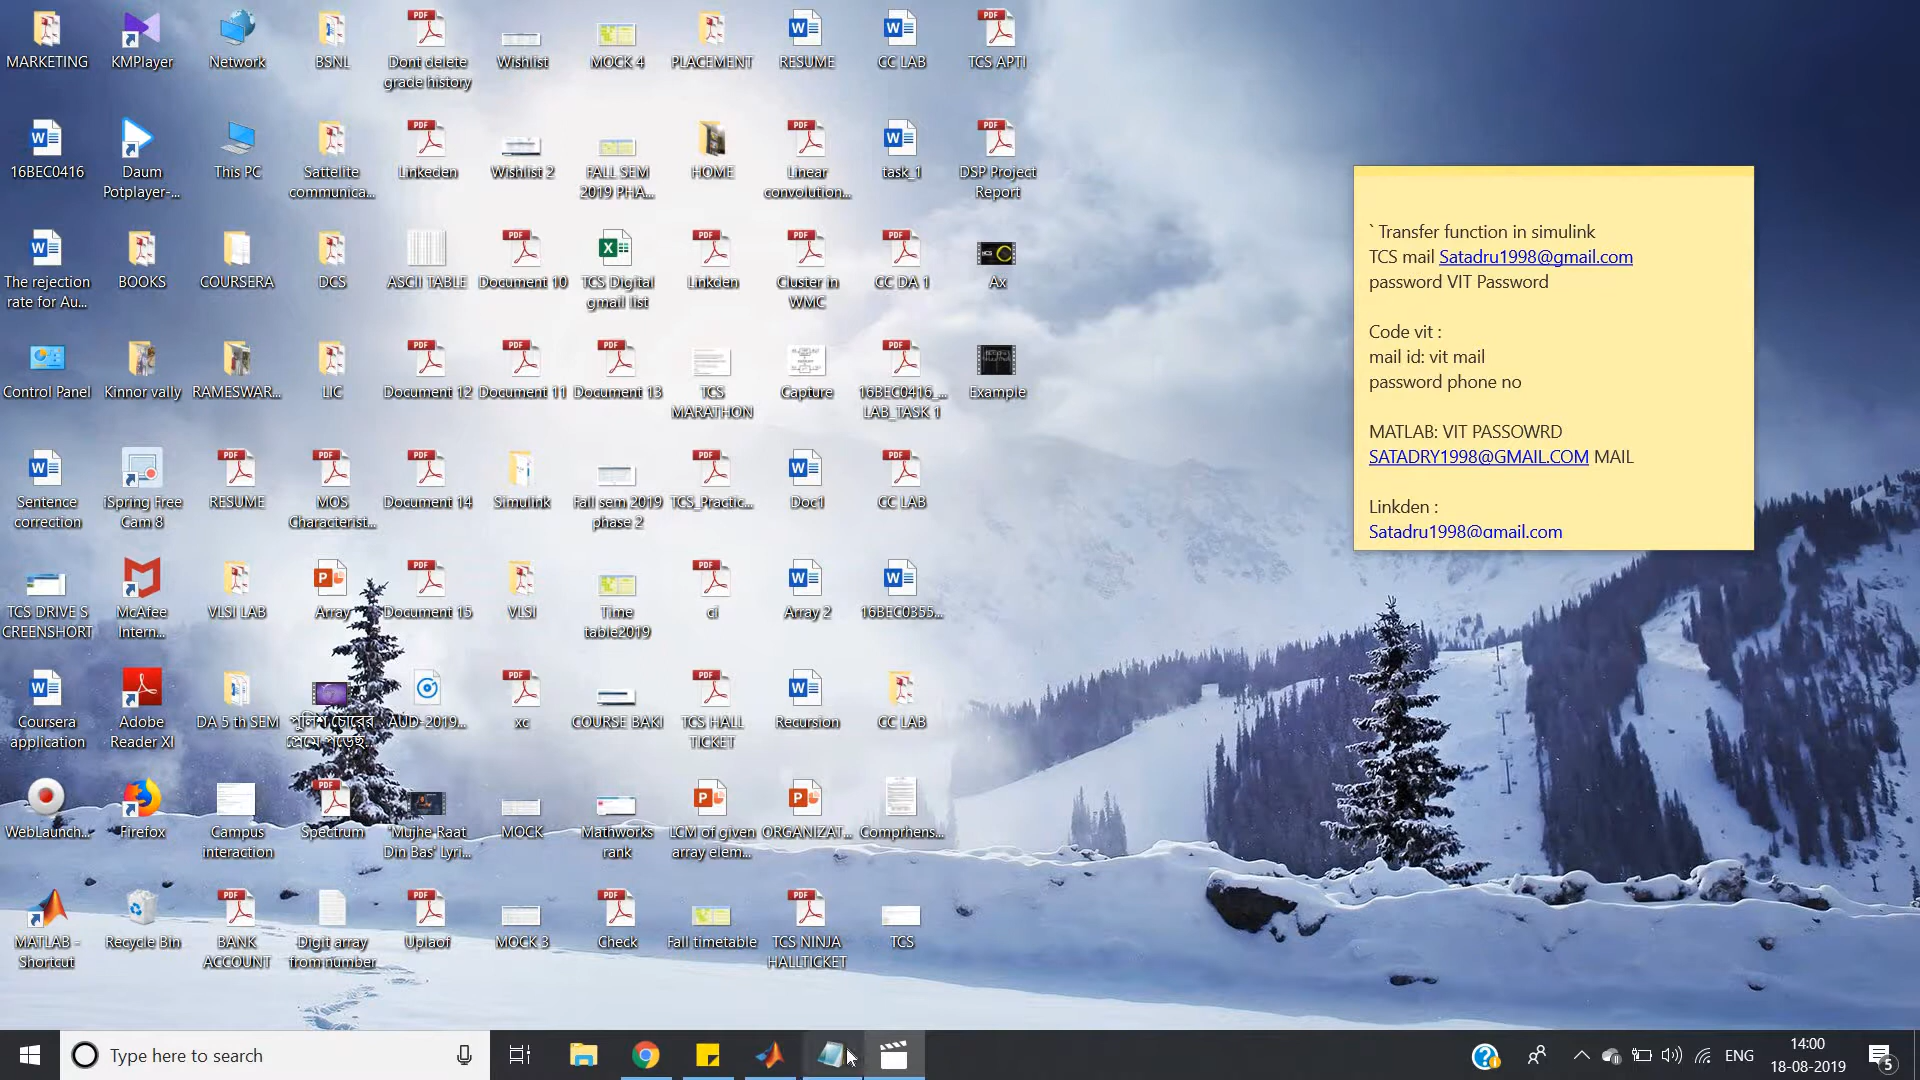 MARKETING
KMPlayer
Network
BSNL
Dont delete
grade history
Wishlist
MOCK 4
PLACEMENT
RESUME
CC LAB
TCS APTI
16BEC0416
Daum
Potplayer-...
This PC
Sattelite
communica...
Linkeden
Wishlist 2
FALL SEM
2019 PHA...
HOME
Linear
convolution...
task_1
DSP Project
Report
The rejection
rate for Au...
BOOKS
COURSERA
DCS
ASCII TABLE
Document 10
TCS Digital
gmail list
Linkden
Cluster in
WMC
CC DA 1
Ax
Control Panel
Kinnor vally
RAMESWAR...
LIC
Document 12
Document 11
Document 13
TCS
MARATHON
Capture
16BEC0416_...
LAB_TASK 1
Example
Sentence
correction
iSpring Free
Cam 8
RESUME
MOS
Characterist...
Document 14
Simulink
Fall sem 2019
phase 2
TCS_Practic...
Doc1
CC LAB
TCS DRIVE S
CREENSHORT
McAfee
Intern...
VLSI LAB
Array
Document 15
VLSI
Time
table2019
ci
Array 2
16BEC0355...
Coursera
application
Adobe
Reader XI
DA 5 th SEM
পুলিশ চোরের
প্রেমে পড়েছ...
AUD-2019...
xc
COURSE BAKI
TCS HALL
TICKET
Recursion
CC LAB
WebLaunch...
Firefox
Campus
interaction
Spectrum
'Mujhe Raat
Din Bas' Lyri...
MOCK
Mathworks
rank
LCM of given
array elem...
ORGANIZAT...
Comprhens...
MATLAB -
Shortcut
Recycle Bin
BANK
ACCOUNT
Digit array
from number
Uplaof
MOCK 3
Check
Fall timetable
TCS NINJA
HALLTICKET
TCS
` Transfer function in simulink
TCS mail Satadru1998@gmail.com
password VIT Password
Code vit :
mail id: vit mail
password phone no
MATLAB: VIT PASSOWRD
SATADRY1998@GMAIL.COM MAIL
Linkden :
Satadru1998@gmail.com
Type here to search
ENG
14:00
18-08-2019
5